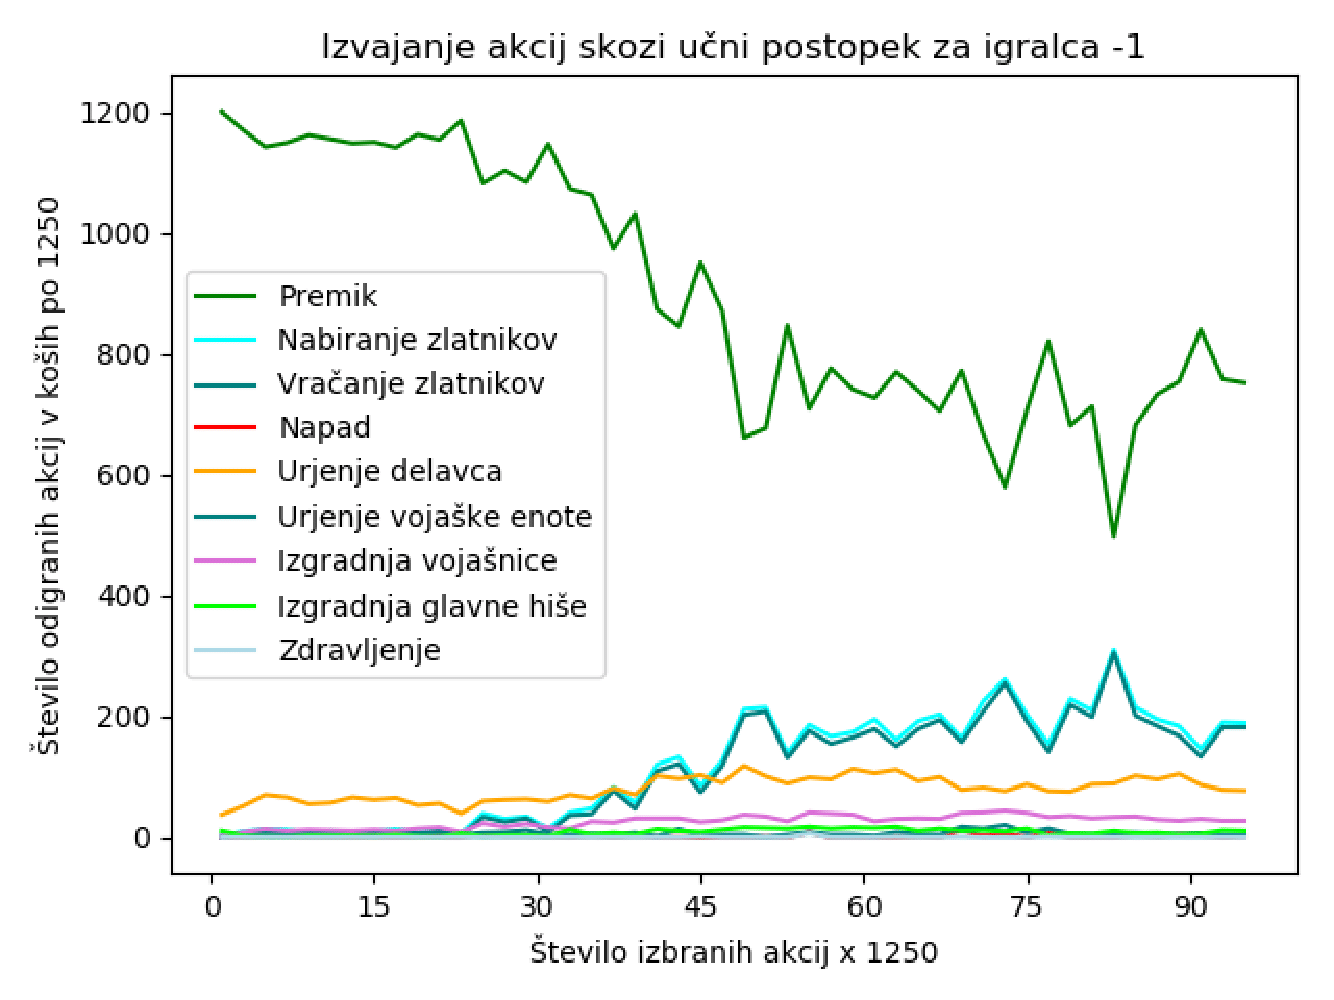 Izvajanje akcij skozi učni postopek za igralca -1
Število odigranih akcij v koših po 1250
1200
1000
800
600
400
200
0
Premik
Nabiranje zlatnikov
Vračanje zlatnikov
Napad
Urjenje delavca
Urjenje vojaške enote
Izgradnja vojašnice
Izgradnja glavne hiše
Zdravljenje
0 15 30 45 60 75 90
Število izbranih akcij x 1250